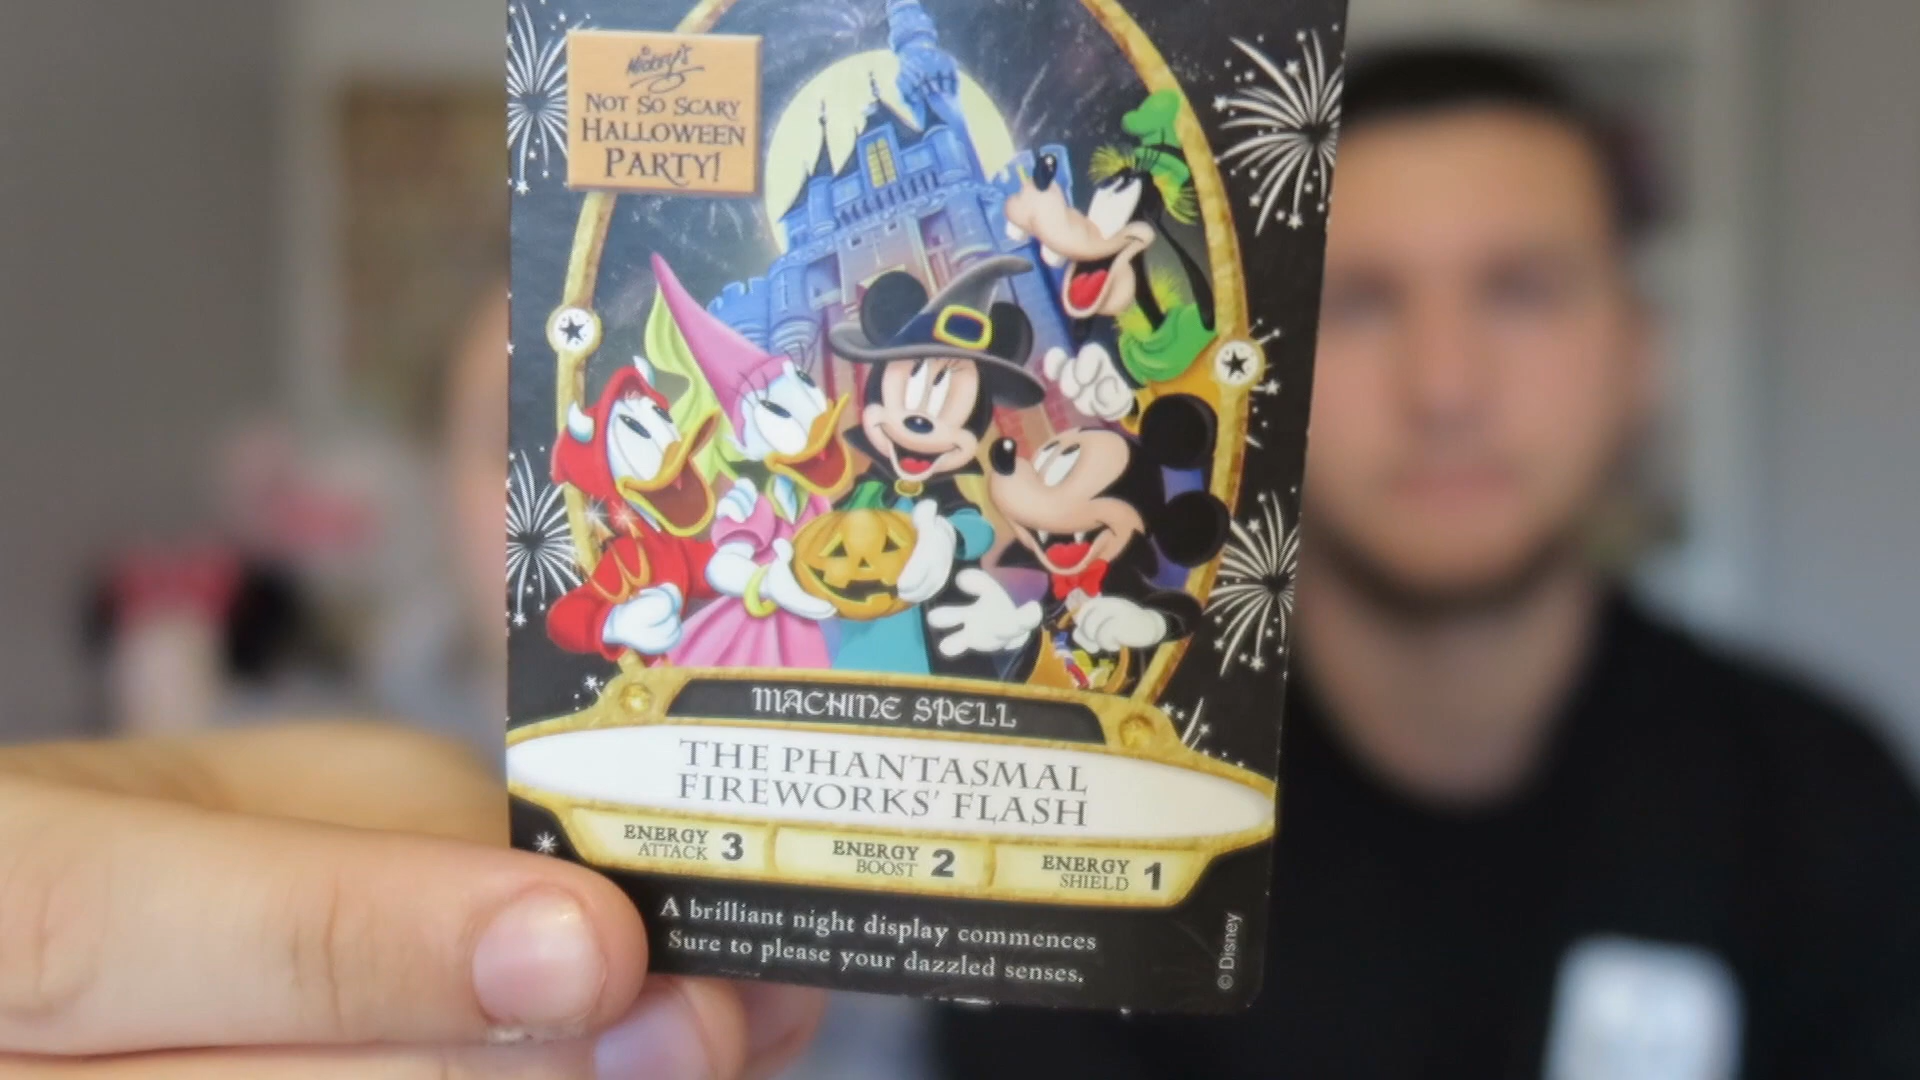 Mickey's
NOT SO SCARY
HALLOWEEN
PARTY!
MACHINE SPELL
THE PHANTASMAL
FIREWORKS' FLASH
ENERGY
ATTACK 3
ENERGY
BOOST 2
ENERGY
SHIELD 1
A brilliant night display commences
Sure to please your dazzled senses.
© Disney